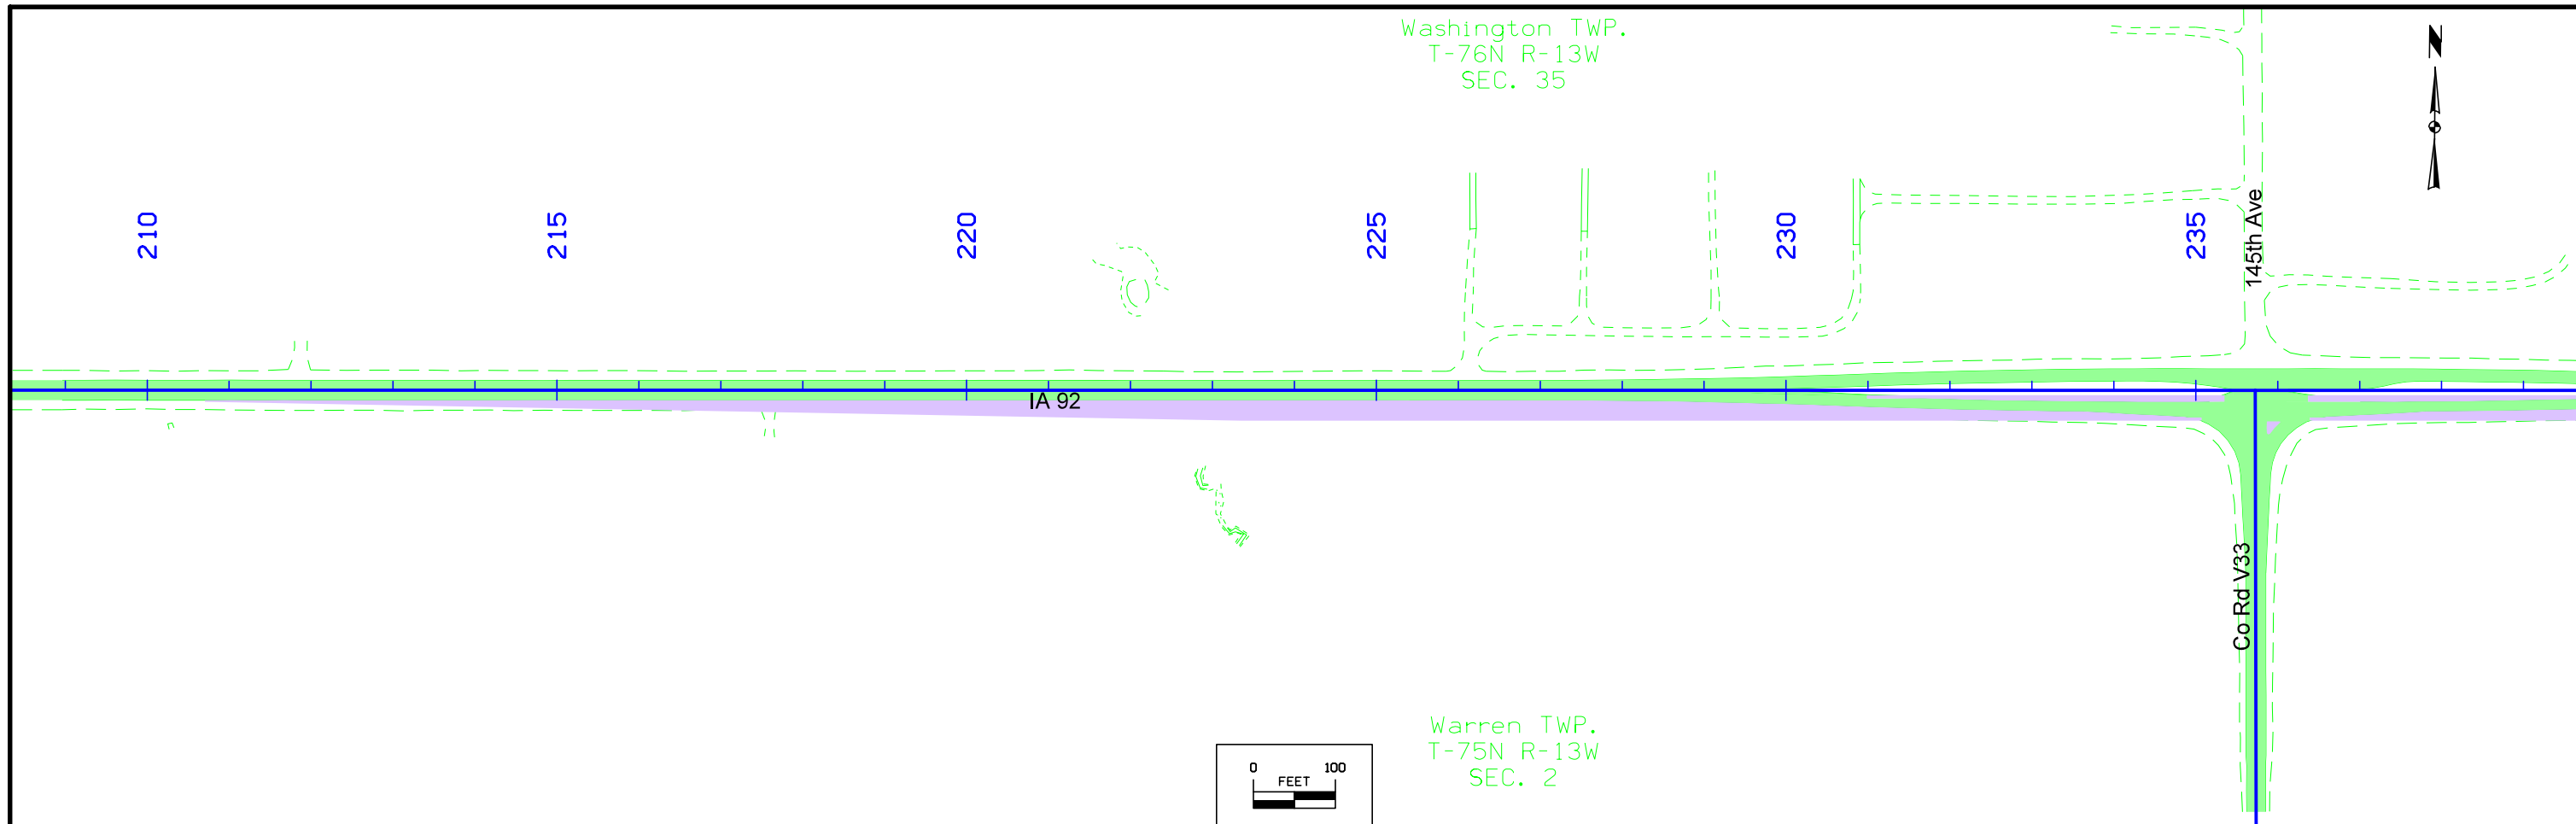 Washington TWP.
T-76N R-13W
SEC. 35
N
210
215
220
225
230
235
145th Ave
IA 92
Co Rd V33
Warren TWP.
T-75N R-13W
SEC. 2
0 100
FEET